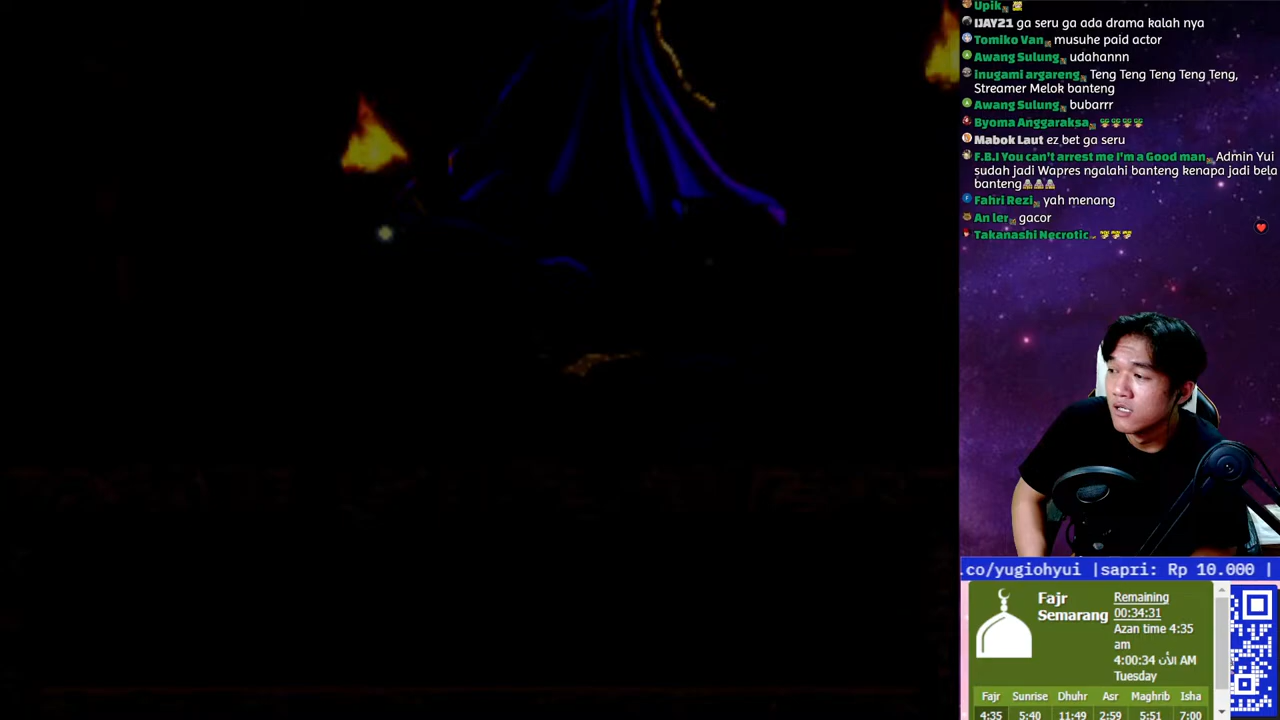 Upik
IJAY21 ga seru ga ada drama kalah nya
Tomiko Van musuhe paid actor
Awang Sulung udahannn
inugami argareng Teng Teng Teng Teng Teng,
Streamer Melok banteng
Awang Sulung bubarrr
Byoma Anggaraksa
Mabok Laut ez bet ga seru
F.B.I You can't arrest me I'm a Good man Admin Yui
sudah jadi Wapres ngalahi banteng kenapa jadi bela
banteng
Fahri Rezi yah menang
An ler gacor
Takanashi Necrotic
.co/yugiohyui |sapri: Rp 10.000 |
Fajr
Semarang
Remaining
00:34:31
Azan time 4:35
am
4:00:34 الآن AM
Tuesday
Fajr Sunrise Dhuhr Asr Maghrib Isha
4:35 5:40 11:49 2:59 5:51 7:00